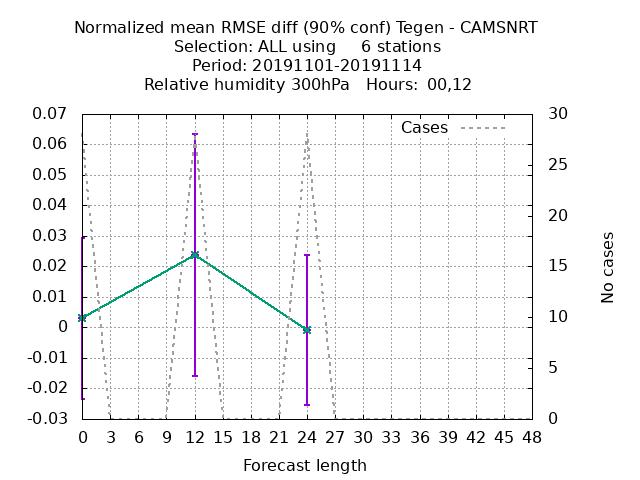 Normalized mean RMSE diff (90% conf) Tegen - CAMSNRT
Selection: ALL using     6 stations
Period: 20191101-20191114
Relative humidity 300hPa   Hours: 00,12
Cases
0.07
0.06
0.05
0.04
0.03
0.02
0.01
0
-0.01
-0.02
-0.03
30
25
20
15
10
5
0
No cases
0 3 6 9 12 15 18 21 24 27 30 33 36 39 42 45 48
Forecast length